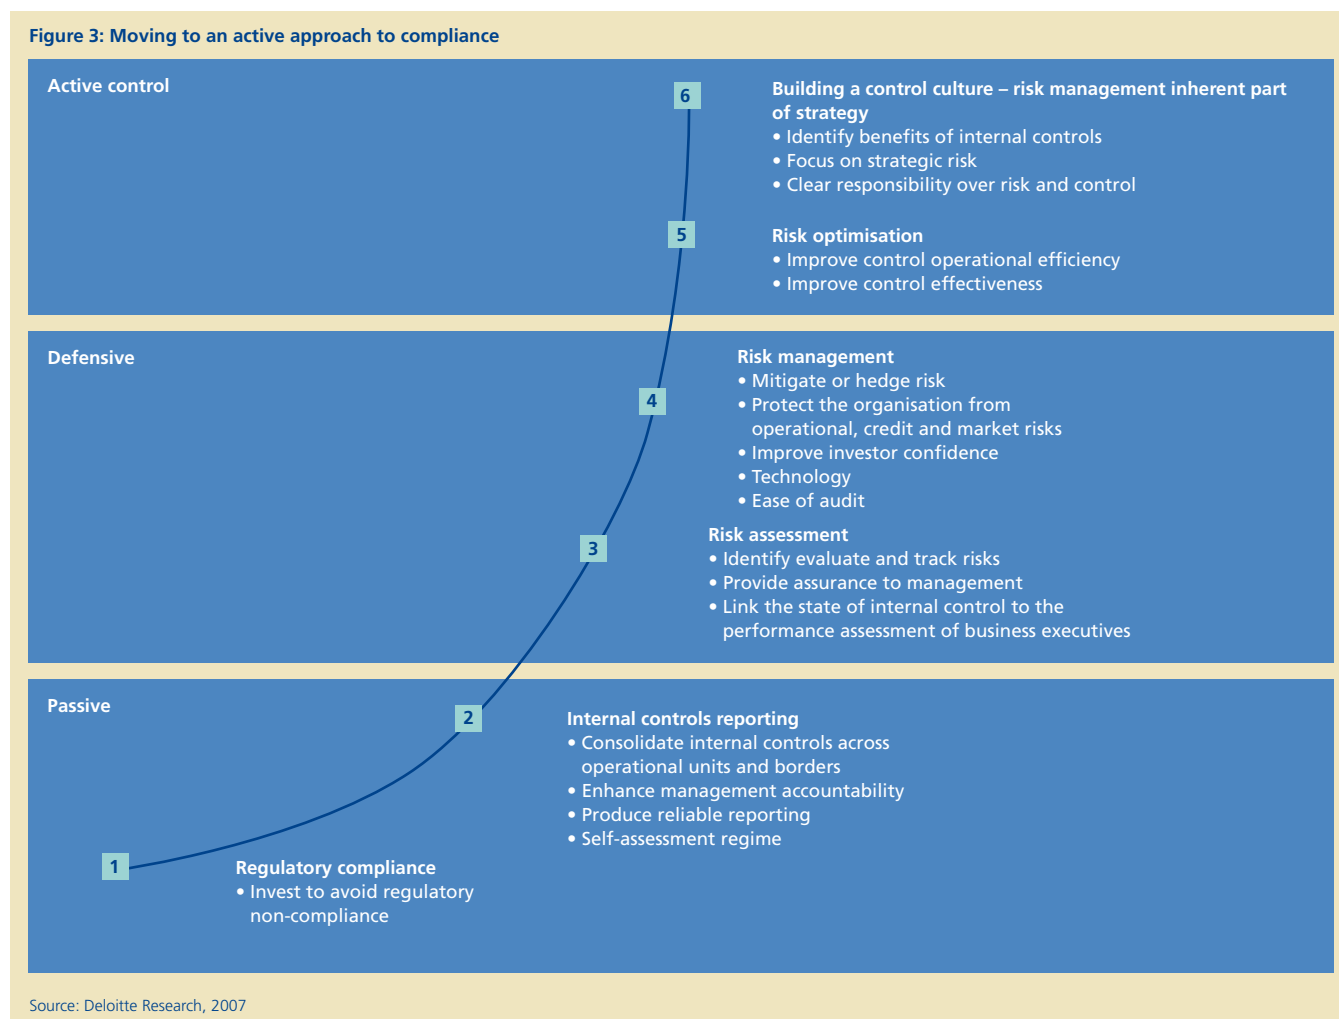 Figure 3: Moving to an active approach to compliance
Active control
6
Building a control culture – risk management inherent part
of strategy
• Identify benefits of internal controls
• Focus on strategic risk
• Clear responsibility over risk and control
5
Risk optimisation
• Improve control operational efficiency
• Improve control effectiveness
Defensive
4
Risk management
• Mitigate or hedge risk
• Protect the organisation from
operational, credit and market risks
• Improve investor confidence
• Technology
• Ease of audit
3
Risk assessment
• Identify evaluate and track risks
• Provide assurance to management
• Link the state of internal control to the
performance assessment of business executives
Passive
2
Internal controls reporting
• Consolidate internal controls across
operational units and borders
• Enhance management accountability
• Produce reliable reporting
• Self-assessment regime
1
Regulatory compliance
• Invest to avoid regulatory
non-compliance
Source: Deloitte Research, 2007